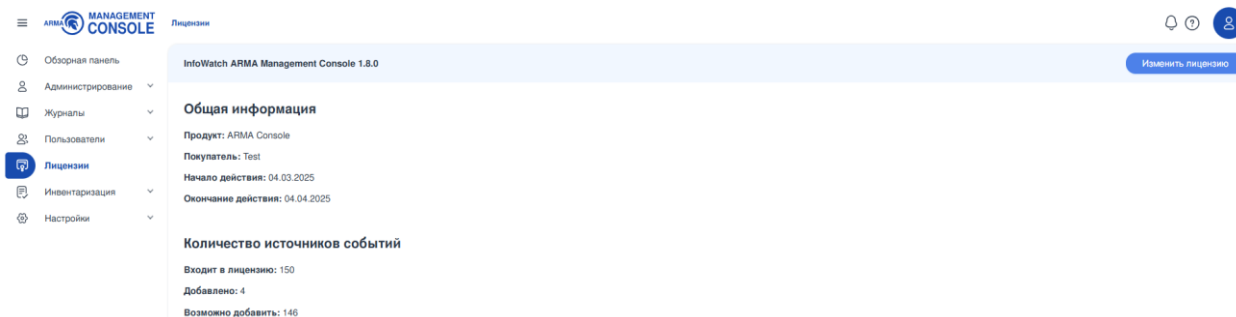 ARMA MANAGEMENT CONSOLE
Лицензии
Обзорная панель
Администрирование
Журналы
Пользователи
Лицензии
Инвентаризация
Настройки
InfoWatch ARMA Management Console 1.8.0
Изменить лицензию
Общая информация
Продукт: ARMA Console
Покупатель: Test
Начало действия: 04.03.2025
Окончание действия: 04.04.2025
Количество источников событий
Входит в лицензию: 150
Добавлено: 4
Возможно добавить: 146